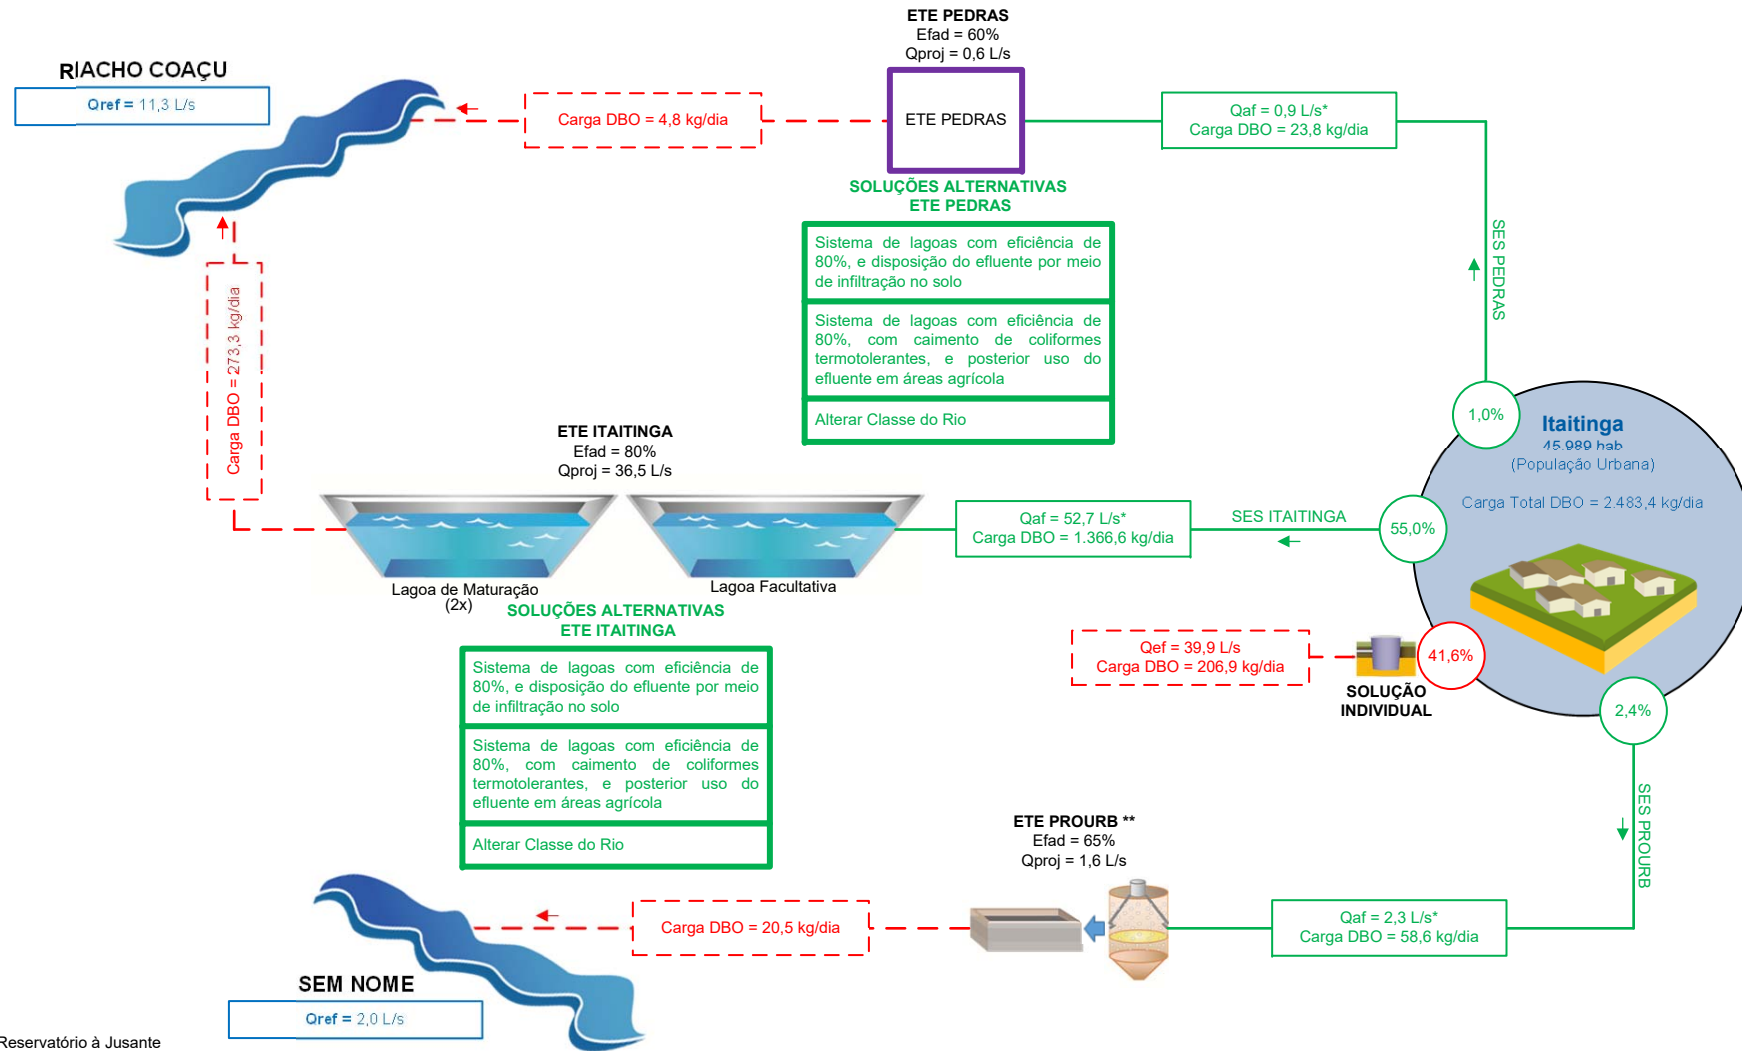 ETE PEDRAS
Efad = 60%
Qproj = 0,6 L/s
RIACHO COAÇU
Qref = 11,3 L/s
Carga DBO = 4,8 kg/dia
ETE PEDRAS
Qaf = 0,9 L/s*
Carga DBO = 23,8 kg/dia
SOLUÇÕES ALTERNATIVAS
ETE PEDRAS
Sistema de lagoas com eficiência de
80%, e disposição do efluente por meio
de infiltração no solo
Sistema de lagoas com eficiência de
80%, com caimento de coliformes
termotolerantes, e posterior uso do
efluente em áreas agrícola
Alterar Classe do Rio
SES PEDRAS
Carga DBO = 273,3 kg/dia
1,0%
Itaitinga
45.989 hab
(População Urbana)
Carga Total DBO = 2.483,4 kg/dia
ETE ITAITINGA
Efad = 80%
Qproj = 36,5 L/s
Qaf = 52,7 L/s*
Carga DBO = 1.366,6 kg/dia
SES ITAITINGA
55,0%
Lagoa de Maturação
(2x)
Lagoa Facultativa
SOLUÇÕES ALTERNATIVAS
ETE ITAITINGA
Sistema de lagoas com eficiência de
80%, e disposição do efluente por meio
de infiltração no solo
Sistema de lagoas com eficiência de
80%, com caimento de coliformes
termotolerantes, e posterior uso do
efluente em áreas agrícola
Alterar Classe do Rio
Qef = 39,9 L/s
Carga DBO = 206,9 kg/dia
41,6%
SOLUÇÃO
INDIVIDUAL
2,4%
SES PROURB
ETE PROURB **
Efad = 65%
Qproj = 1,6 L/s
Carga DBO = 20,5 kg/dia
Qaf = 2,3 L/s*
Carga DBO = 58,6 kg/dia
SEM NOME
Qref = 2,0 L/s
Reservatório à Jusante